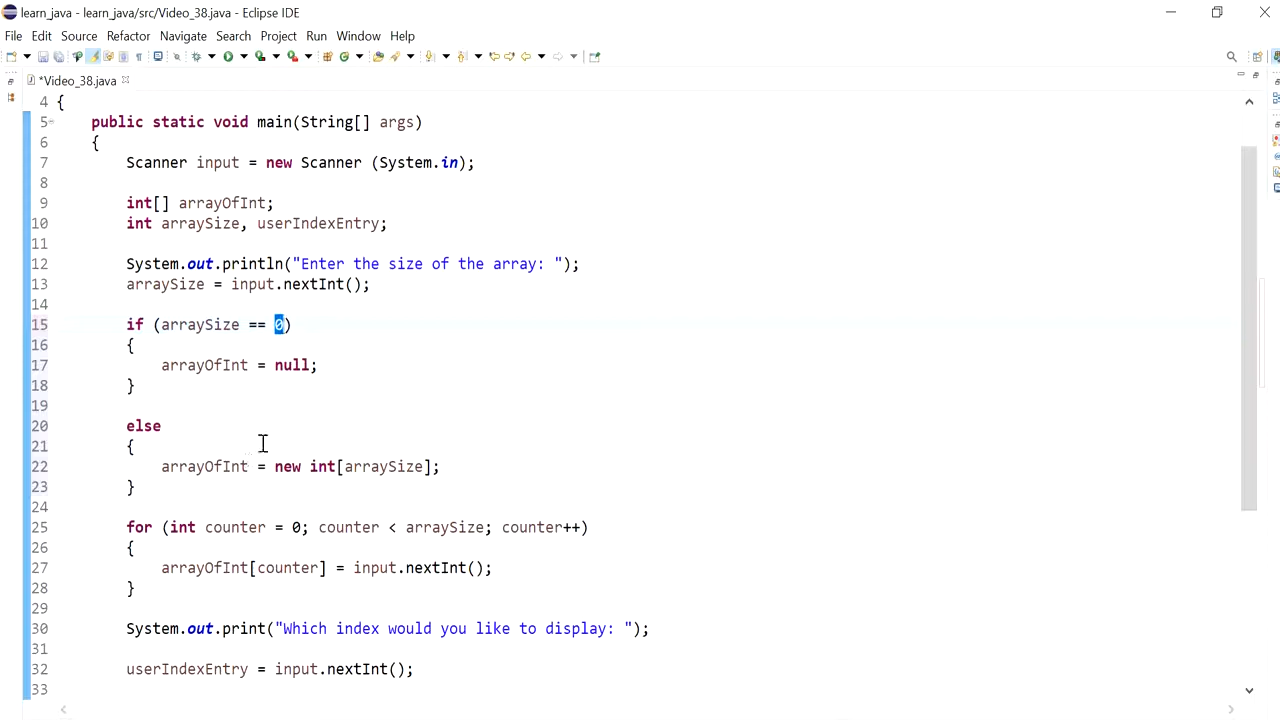 learn_java - learn_java/src/Video_38.java - Eclipse IDE
File Edit Source Refactor Navigate Search Project Run Window Help
*Video_38.java
4 {
5 public static void main(String[] args)
6 {
7 Scanner input = new Scanner (System.in);
8
9 int[] arrayOfInt;
10 int arraySize, userIndexEntry;
11
12 System.out.println("Enter the size of the array: ");
13 arraySize = input.nextInt();
14
15 if (arraySize == 0)
16 {
17 arrayOfInt = null;
18 }
19
20 else
21 {
22 arrayOfInt = new int[arraySize];
23 }
24
25 for (int counter = 0; counter < arraySize; counter++)
26 {
27 arrayOfInt[counter] = input.nextInt();
28 }
29
30 System.out.print("Which index would you like to display: ");
31
32 userIndexEntry = input.nextInt();
33